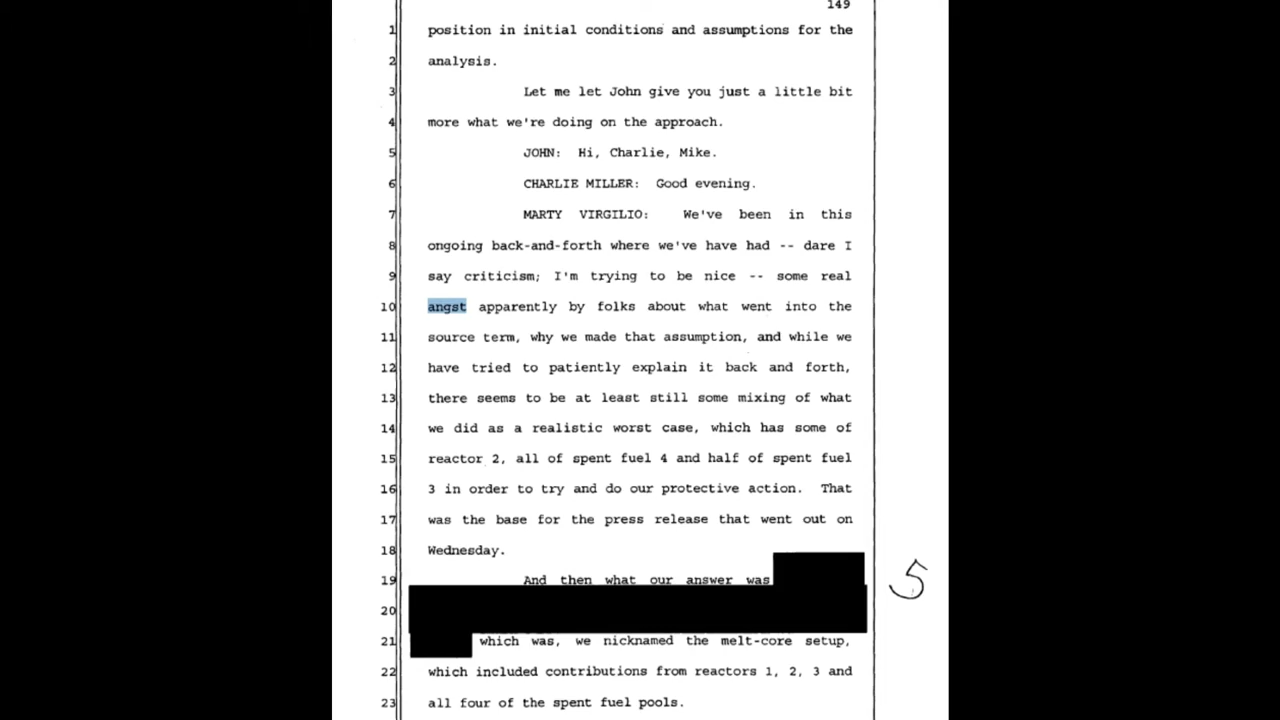 149
1 position in initial conditions and assumptions for the
2 analysis.
3 Let me let John give you just a little bit
4 more what we're doing on the approach.
5 JOHN: Hi, Charlie, Mike.
6 CHARLIE MILLER: Good evening.
7 MARTY VIRGILIO: We've been in this
8 ongoing back-and-forth where we've have had -- dare I
9 say criticism; I'm trying to be nice -- some real
10 angst apparently by folks about what went into the
11 source term, why we made that assumption, and while we
12 have tried to patiently explain it back and forth,
13 there seems to be at least still some mixing of what
14 we did as a realistic worst case, which has some of
15 reactor 2, all of spent fuel 4 and half of spent fuel
16 3 in order to try and do our protective action. That
17 was the base for the press release that went out on
18 Wednesday.
19 And then what our answer was
5
20
21 which was, we nicknamed the melt-core setup,
22 which included contributions from reactors 1, 2, 3 and
23 all four of the spent fuel pools.